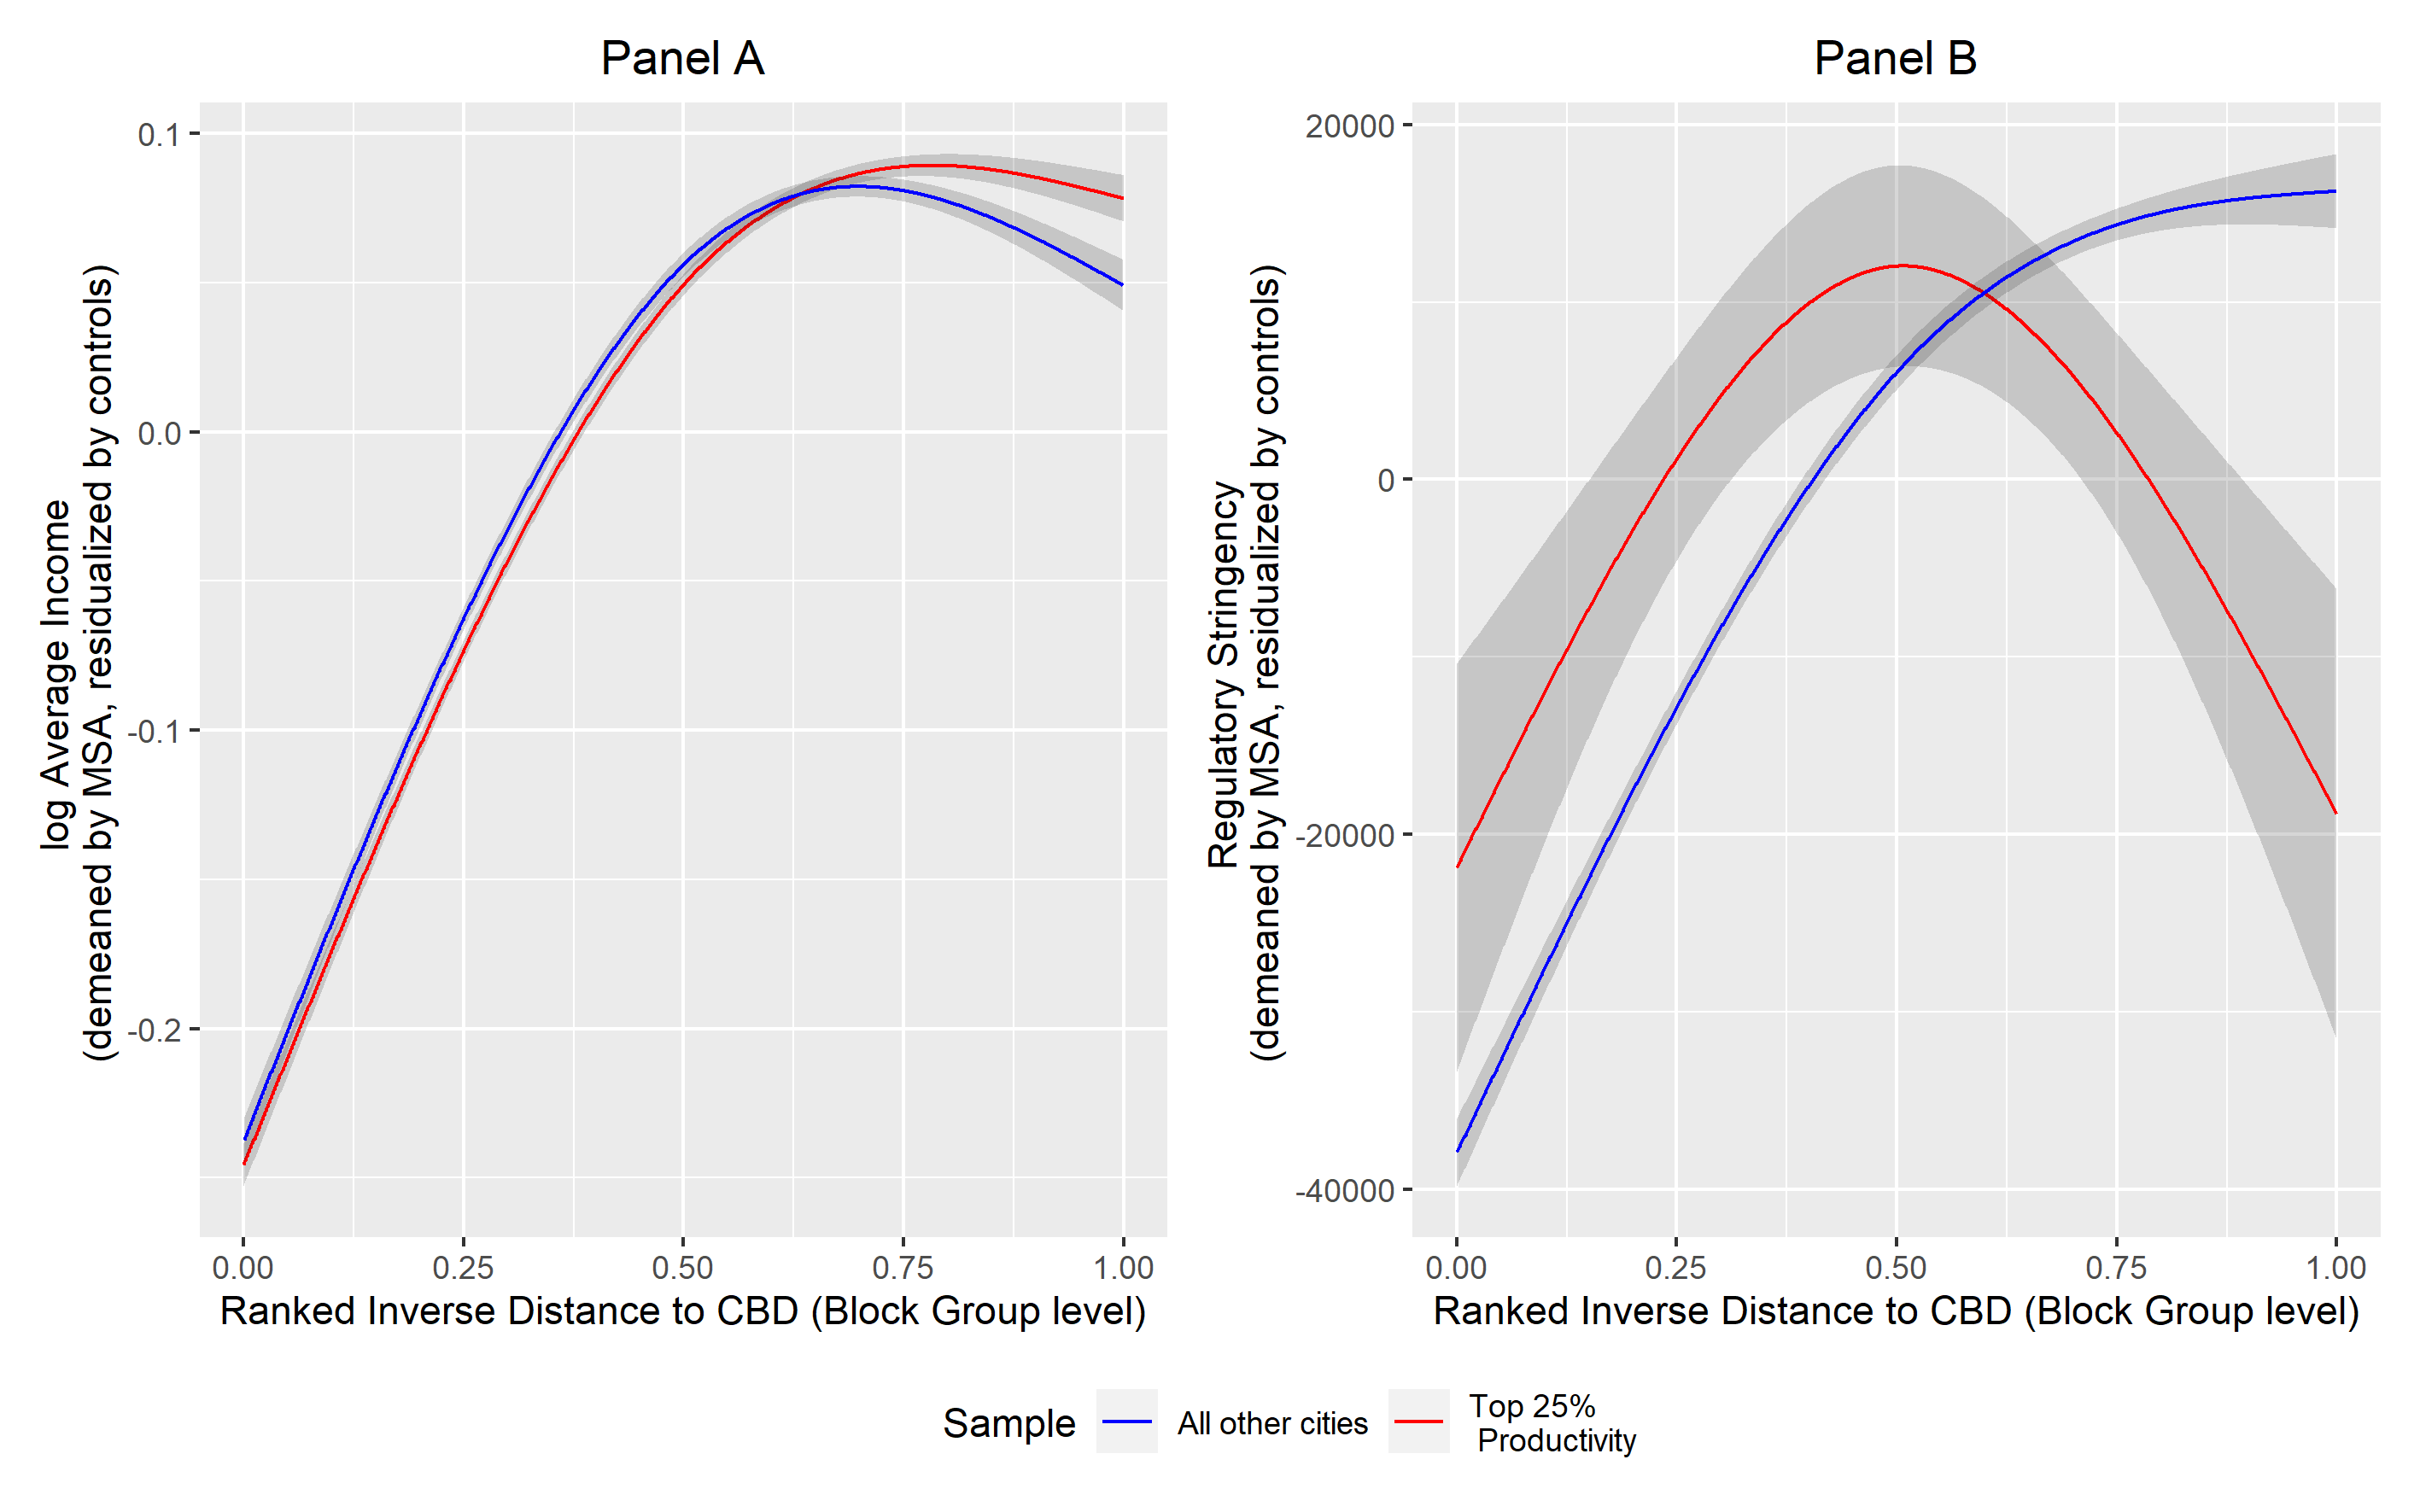 Panel A
log Average Income
(demeaned by MSA, residualized by controls)
0.1
0.0
-0.1
-0.2
0.00 0.25 0.50 0.75 1.00
Ranked Inverse Distance to CBD (Block Group level)
Panel B
Regulatory Stringency
(demeaned by MSA, residualized by controls)
20000
0
-20000
-40000
0.00 0.25 0.50 0.75 1.00
Ranked Inverse Distance to CBD (Block Group level)
Sample All other cities Top 25%
Productivity